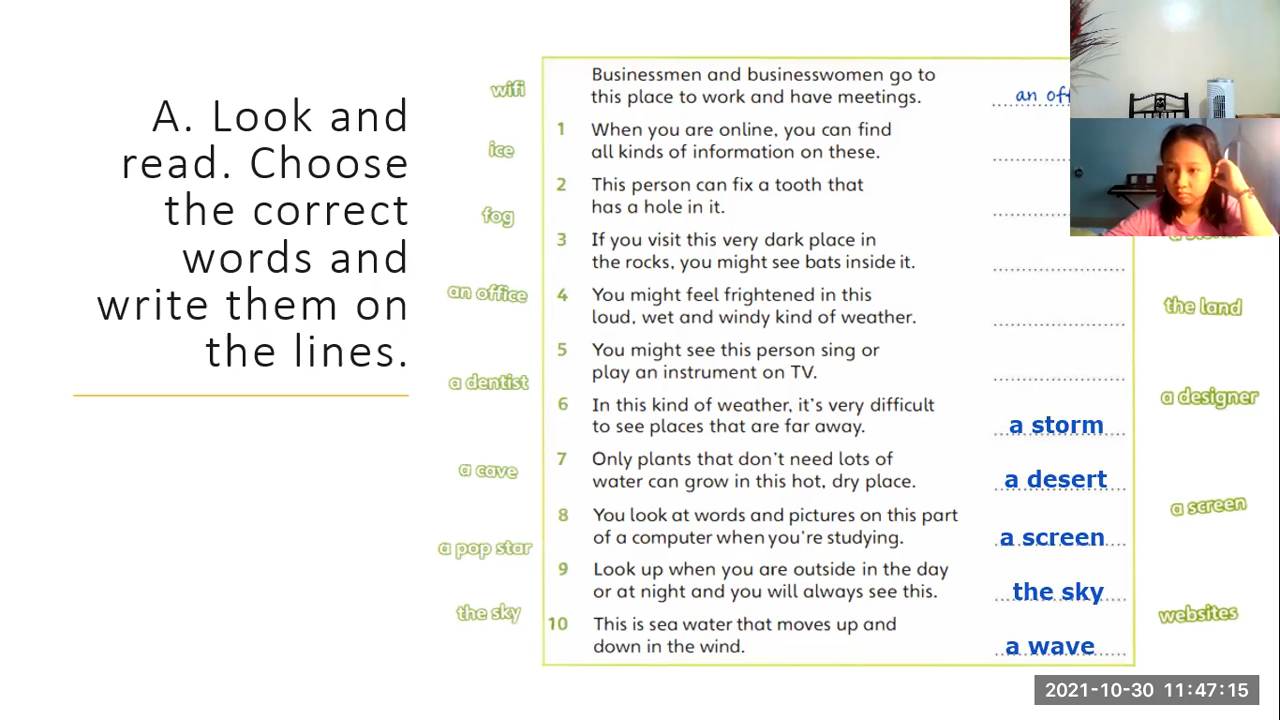 A. Look and
read. Choose
the correct
words and
write them on
the lines.
wifi
ice
fog
an office
a dentist
a cave
a pop star
the sky
Businessmen and businesswomen go to
this place to work and have meetings.
an off
1 When you are online, you can find
all kinds of information on these.
2 This person can fix a tooth that
has a hole in it.
3 If you visit this very dark place in
the rocks, you might see bats inside it.
4 You might feel frightened in this
loud, wet and windy kind of weather.
5 You might see this person sing or
play an instrument on TV.
6 In this kind of weather, it's very difficult
to see places that are far away.
a storm
7 Only plants that don't need lots of
water can grow in this hot, dry place.
a desert
8 You look at words and pictures on this part
of a computer when you're studying.
a screen
9 Look up when you are outside in the day
or at night and you will always see this.
the sky
10 This is sea water that moves up and
down in the wind.
a wave
the land
a designer
a screen
websites
2021-10-30 11:47:15